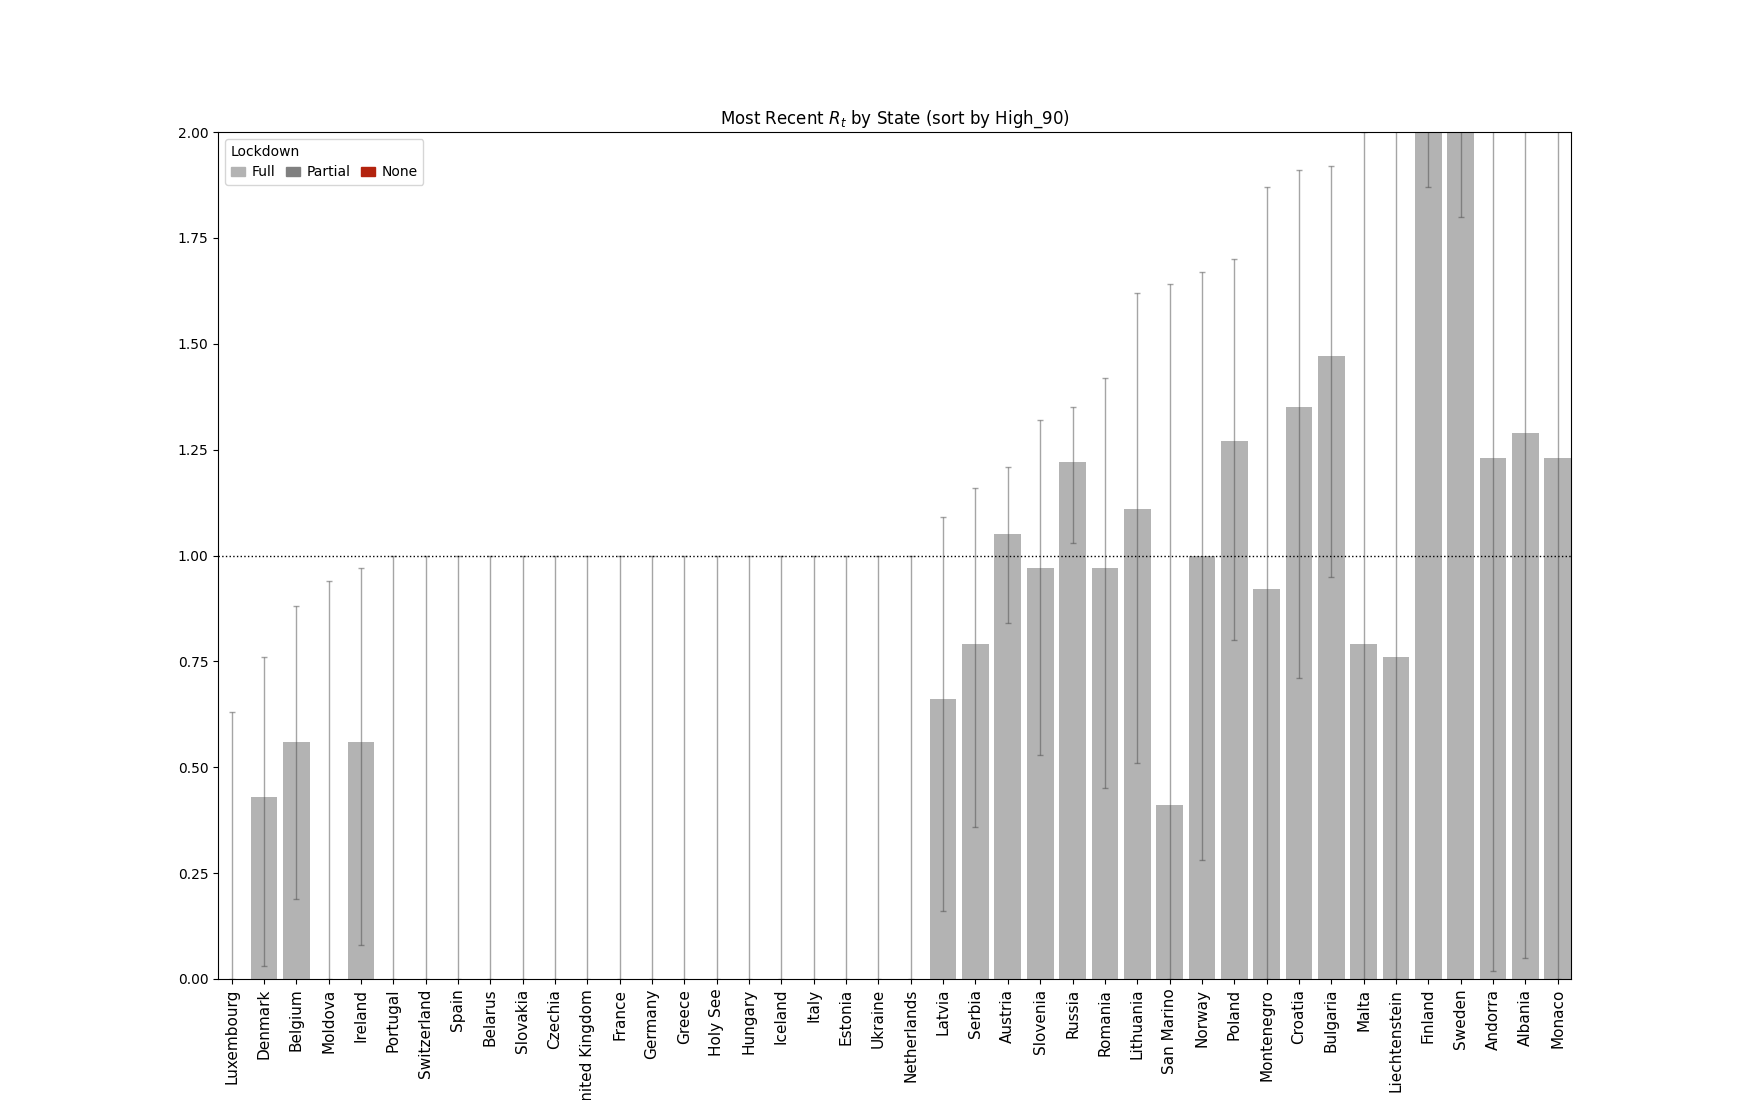 Most Recent R_t by State (sort by High_90)
Lockdown
Full Partial None
2.00
1.75
1.50
1.25
1.00
0.75
0.50
0.25
0.00
Luxembourg
Denmark
Belgium
Moldova
Ireland
Portugal
Switzerland
Spain
Belarus
Slovakia
Czechia
nited Kingdom
France
Germany
Greece
Holy See
Hungary
Iceland
Italy
Estonia
Ukraine
Netherlands
Latvia
Serbia
Austria
Slovenia
Russia
Romania
Lithuania
San Marino
Norway
Poland
Montenegro
Croatia
Bulgaria
Malta
Liechtenstein
Finland
Sweden
Andorra
Albania
Monaco